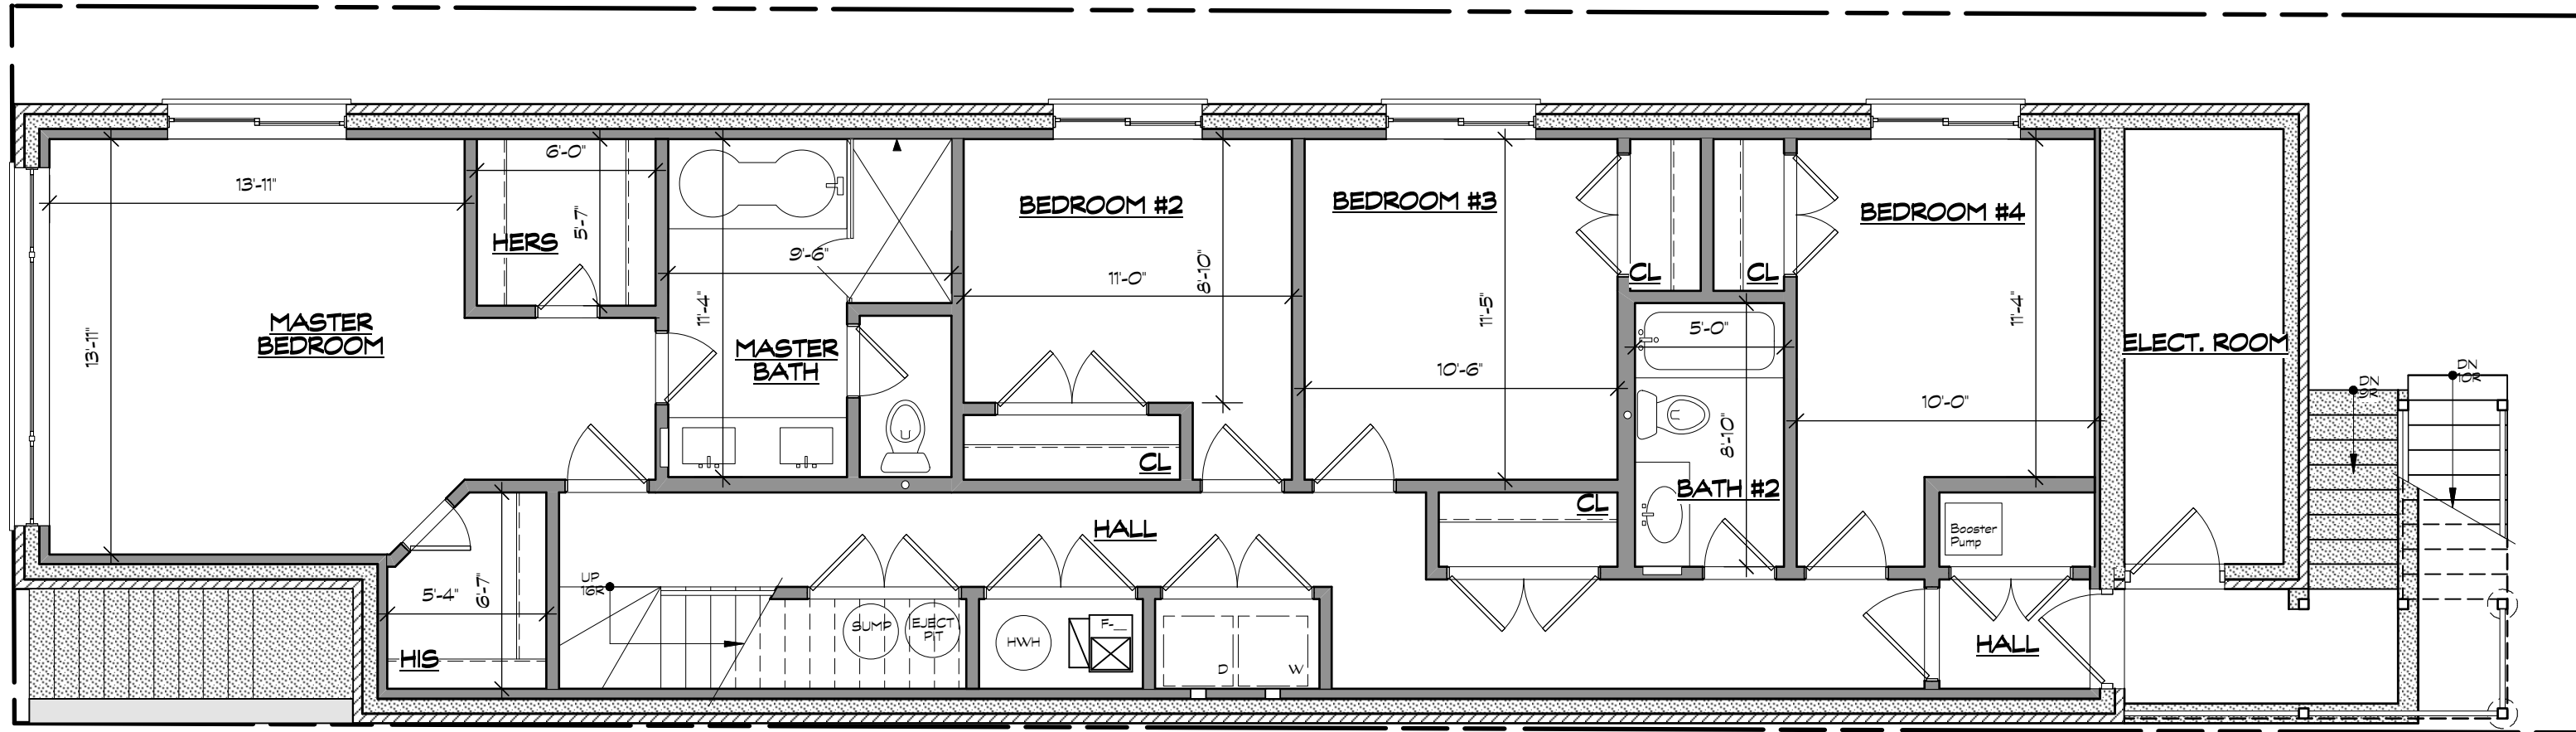 13'-11"
13'-11"
MASTER
BEDROOM
6'-0"
5'-7"
HERS
11'-4"
9'-6"
MASTER
BATH
BEDROOM #2
11'-0"
8'-10"
CL
BEDROOM #3
11'-5"
10'-6"
CL
CL
5'-0"
8'-10"
BATH #2
CL
BEDROOM #4
11'-4"
10'-0"
ELECT. ROOM
Booster
Pump
DN
9R
DN
10R
5'-4"
6'-7"
HIS
UP
16R
HALL
SUMP
EJECT
PIT
HWH
F-__
D
W
HALL